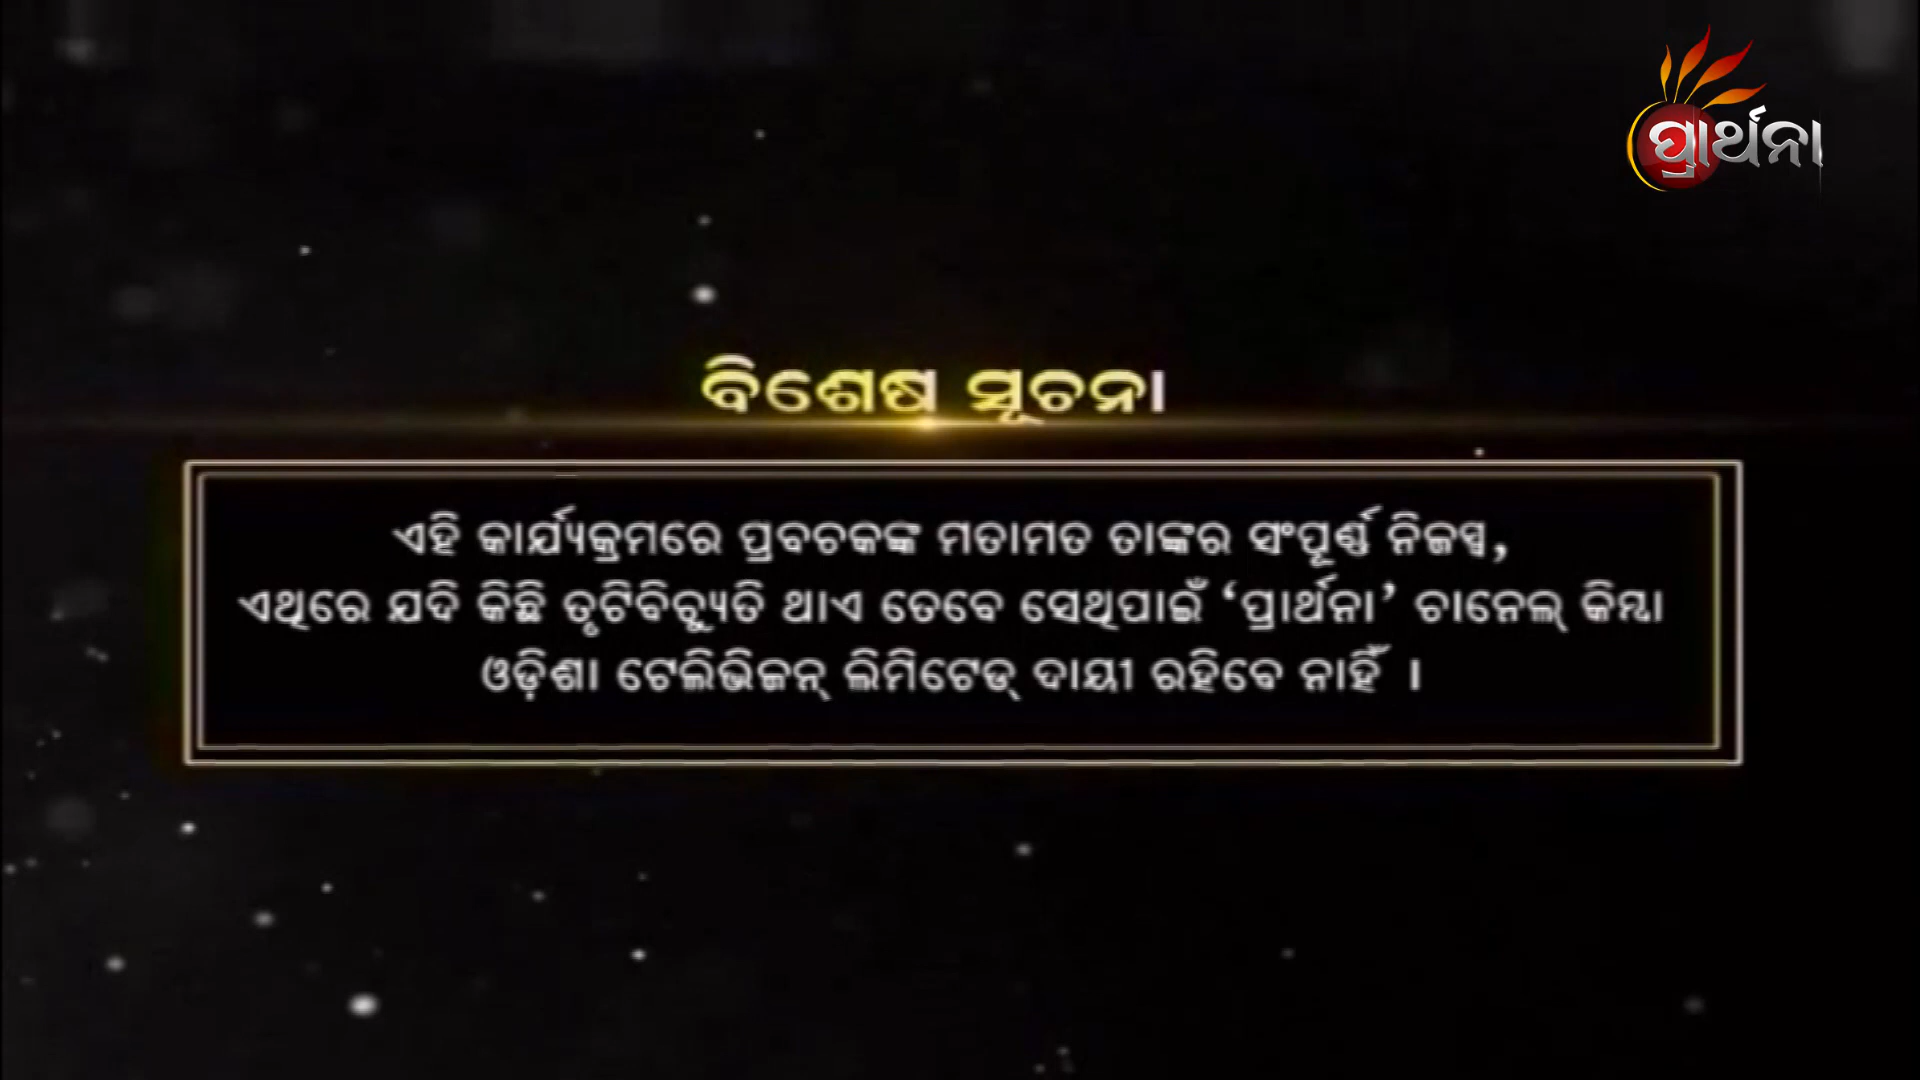 ପ୍ରାର୍ଥନା
ବିଶେଷ ସୂଚନା
ଏହି କାର୍ଯ୍ୟକ୍ରମରେ ପ୍ରବଚକଙ୍କ ମତାମତ ତାଙ୍କର ସଂପୂର୍ଣ୍ଣ ନିଜସ୍ୱ,
ଏଥିରେ ଯଦି କିଛି ତୃଟିବିଚ୍ୟୁତି ଥାଏ ତେବେ ସେଥିପାଇଁ ‘ପ୍ରାର୍ଥନା’ ଚାନେଲ୍ କିମ୍ବା
ଓଡ଼ିଶା ଟେଲିଭିଜନ୍ ଲିମିଟେଡ୍ ଦାୟୀ ରହିବେ ନାହିଁ ।